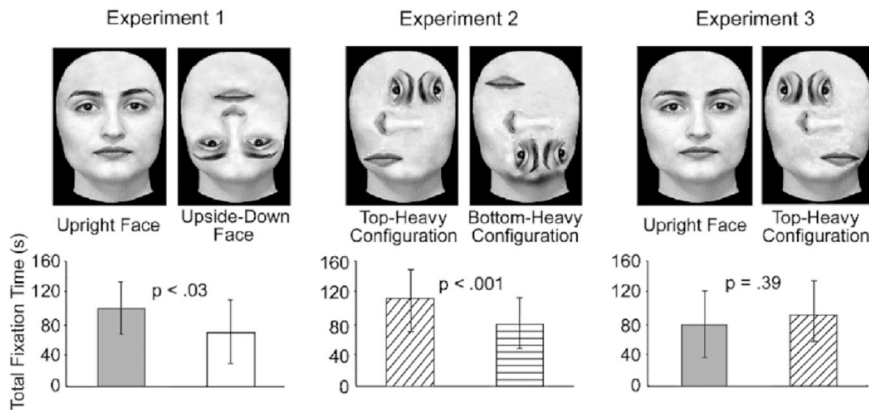 Experiment 1
Experiment 2
Experiment 3
Upright Face
Upside-Down
Face
Top-Heavy
Configuration
Bottom-Heavy
Configuration
Upright Face
Top-Heavy
Configuration
Total Fixation Time (s)
160
120
80
40
0
p < .03
160
120
80
40
0
p < .001
160
120
80
40
0
p = .39